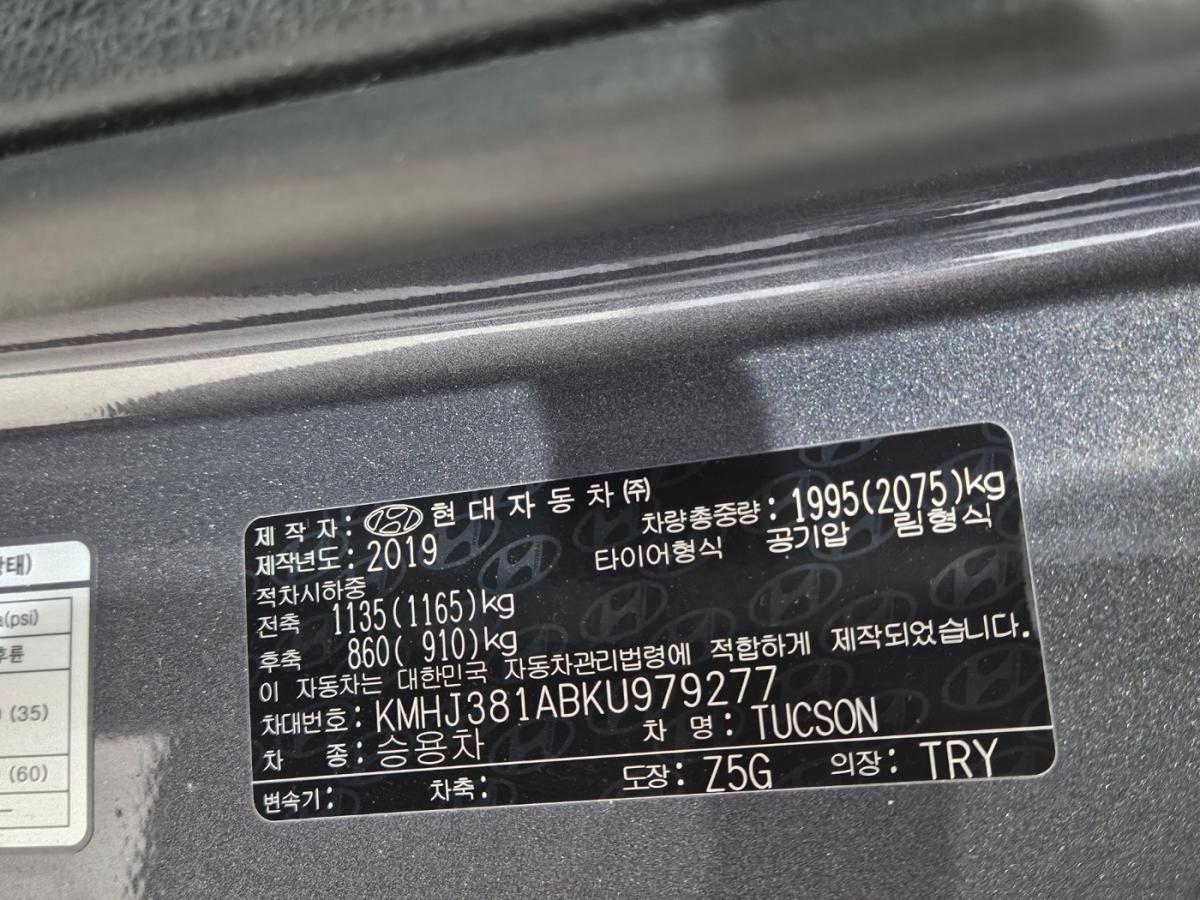 제 작 자 : 현대자동차㈜ 차량총중량 : 1995(2075)kg
제작년도 : 2019 타이어형식 공기압 림형식
적차시하중
전축 1135(1165)kg
후축 860( 910)kg
이 자동차는 대한민국 자동차관리법령에 적합하게 제작되었습니다.
차대번호 : KMHJ381ABKU979277
차 종 : 승용차 차 명 : TUCSON
변속기 : 차축 : 도장 : Z5G 의장 : TRY
태)
(psi)
후륜
(35)
(60)